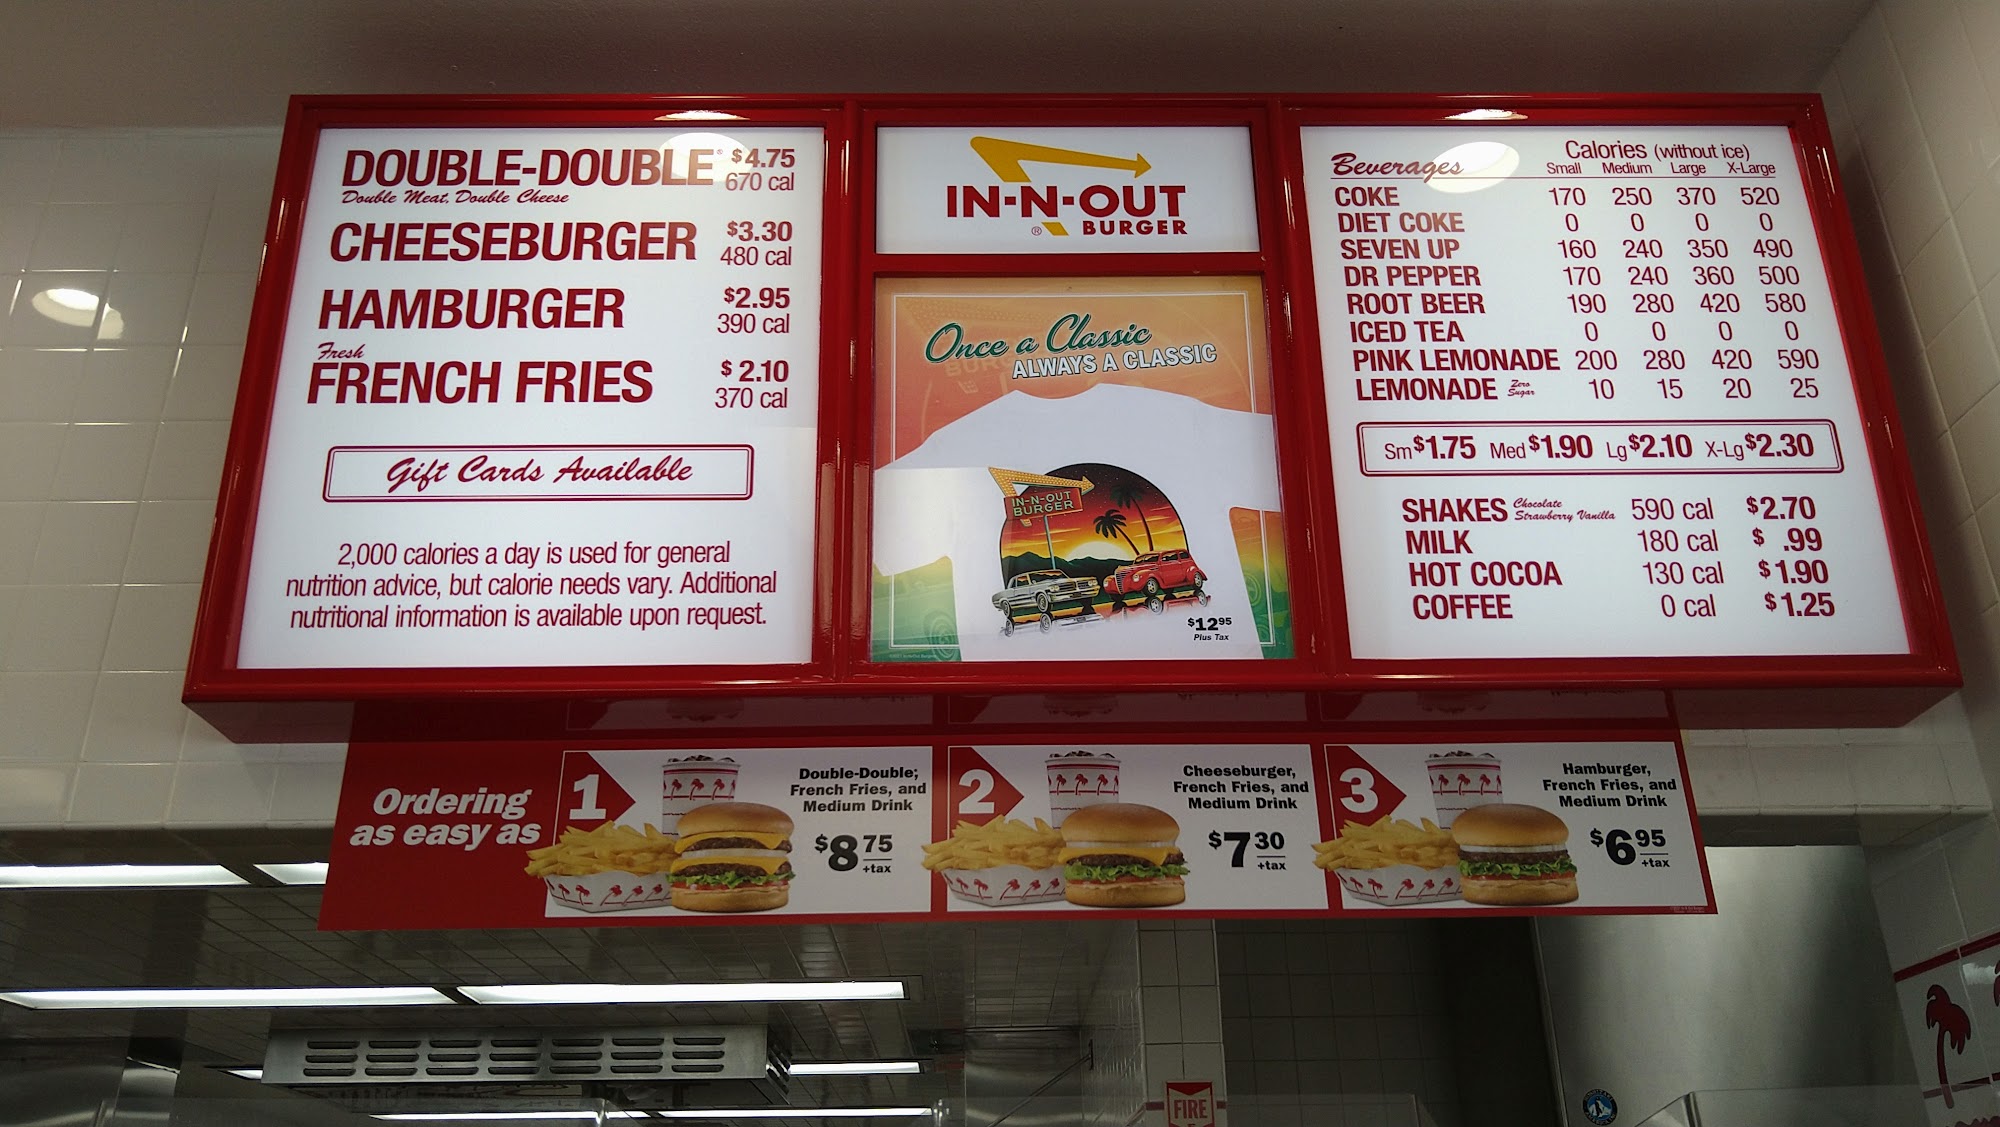 DOUBLE-DOUBLE® $4.75
Double Meat, Double Cheese 670 cal
CHEESEBURGER $3.30
480 cal
HAMBURGER $2.95
390 cal
Fresh
FRENCH FRIES $2.10
370 cal
Gift Cards Available
2,000 calories a day is used for general
nutrition advice, but calorie needs vary. Additional
nutritional information is available upon request.
IN-N-OUT
® BURGER
Once a Classic
ALWAYS A CLASSIC
IN-N-OUT
BURGER
$12.95
Plus Tax
Beverages Calories (without ice)
Small Medium Large X-Large
COKE 170 250 370 520
DIET COKE 0 0 0 0
SEVEN UP 160 240 350 490
DR PEPPER 170 240 360 500
ROOT BEER 190 280 420 580
ICED TEA 0 0 0 0
PINK LEMONADE 200 280 420 590
LEMONADE Zero Sugar 10 15 20 25
Sm $1.75 Med $1.90 Lg $2.10 X-Lg $2.30
SHAKES Chocolate Strawberry Vanilla 590 cal $2.70
MILK 180 cal $ .99
HOT COCOA 130 cal $1.90
COFFEE 0 cal $1.25
Ordering
as easy as
1
Double-Double,®
French Fries, and
Medium Drink
$8.75
+tax
2
Cheeseburger,
French Fries, and
Medium Drink
$7.30
+tax
3
Hamburger,
French Fries, and
Medium Drink
$6.95
+tax
FIRE